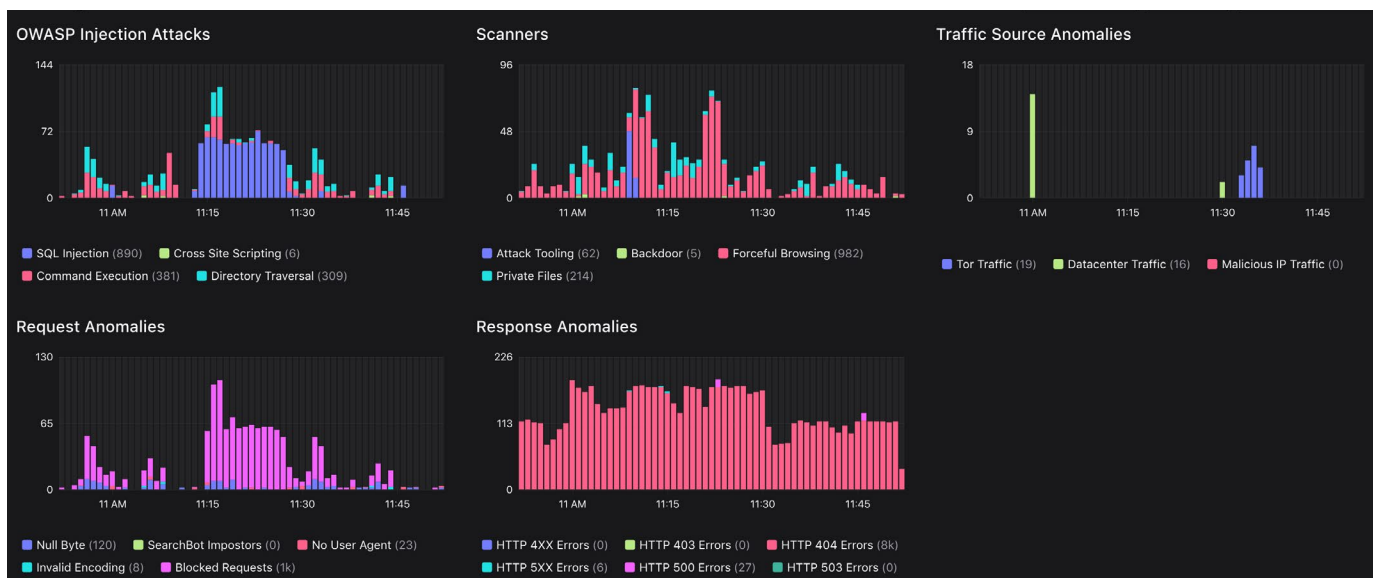 OWASP Injection Attacks
144
72
0
11 AM 11:15 11:30 11:45
SQL Injection (890) Cross Site Scripting (6)
Command Execution (381) Directory Traversal (309)
Scanners
96
48
0
11 AM 11:15 11:30 11:45
Attack Tooling (62) Backdoor (5) Forceful Browsing (982)
Private Files (214)
Traffic Source Anomalies
18
9
0
11 AM 11:15 11:30 11:45
Tor Traffic (19) Datacenter Traffic (16) Malicious IP Traffic (0)
Request Anomalies
130
65
0
11 AM 11:15 11:30 11:45
Null Byte (120) SearchBot Impostors (0) No User Agent (23)
Invalid Encoding (8) Blocked Requests (1k)
Response Anomalies
226
113
0
11 AM 11:15 11:30 11:45
HTTP 4XX Errors (0) HTTP 403 Errors (0) HTTP 404 Errors (8k)
HTTP 5XX Errors (6) HTTP 500 Errors (27) HTTP 503 Errors (0)